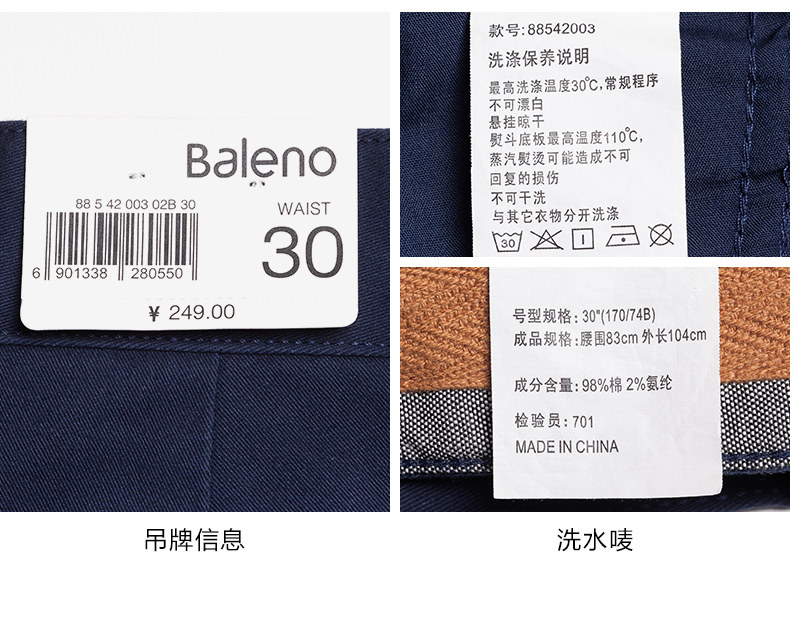 Baleno
88 5 42 003 02B 30
WAIST
30
6 901338 280550
¥ 249.00
吊牌信息
款号:88542003
洗涤保养说明
最高洗涤温度30℃,常规程序
不可漂白
悬挂晾干
熨斗底板最高温度110℃,
蒸汽熨烫可能造成不可
回复的损伤
不可干洗
与其它衣物分开洗涤
30
号型规格: 30"(170/74B)
成品规格:腰围83cm 外长104cm
成分含量: 98%棉 2%氨纶
检验员: 701
MADE IN CHINA
洗水唛